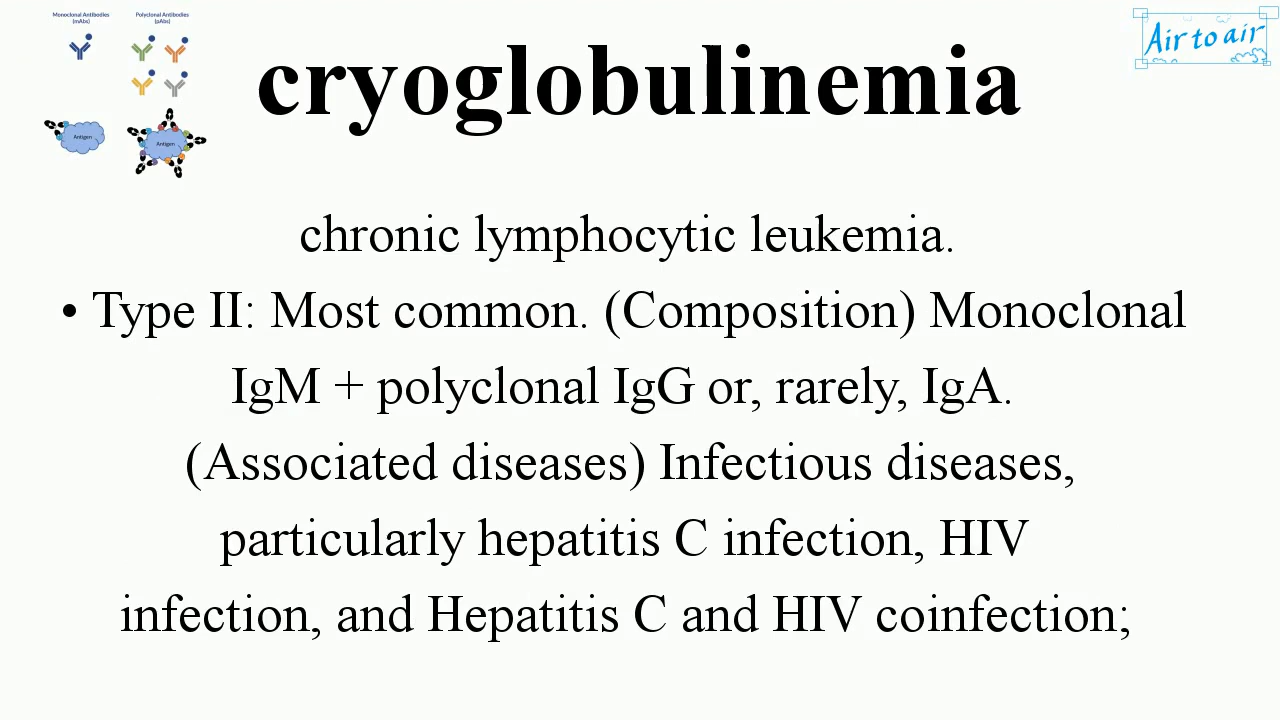 Monoclonal Antibodies
(mAbs)
Polyclonal Antibodies
(pAbs)
Antigen
Antigen
Air to air
cryoglobulinemia
chronic lymphocytic leukemia.
• Type II: Most common. (Composition) Monoclonal
IgM + polyclonal IgG or, rarely, IgA.
(Associated diseases) Infectious diseases,
particularly hepatitis C infection, HIV
infection, and Hepatitis C and HIV coinfection;